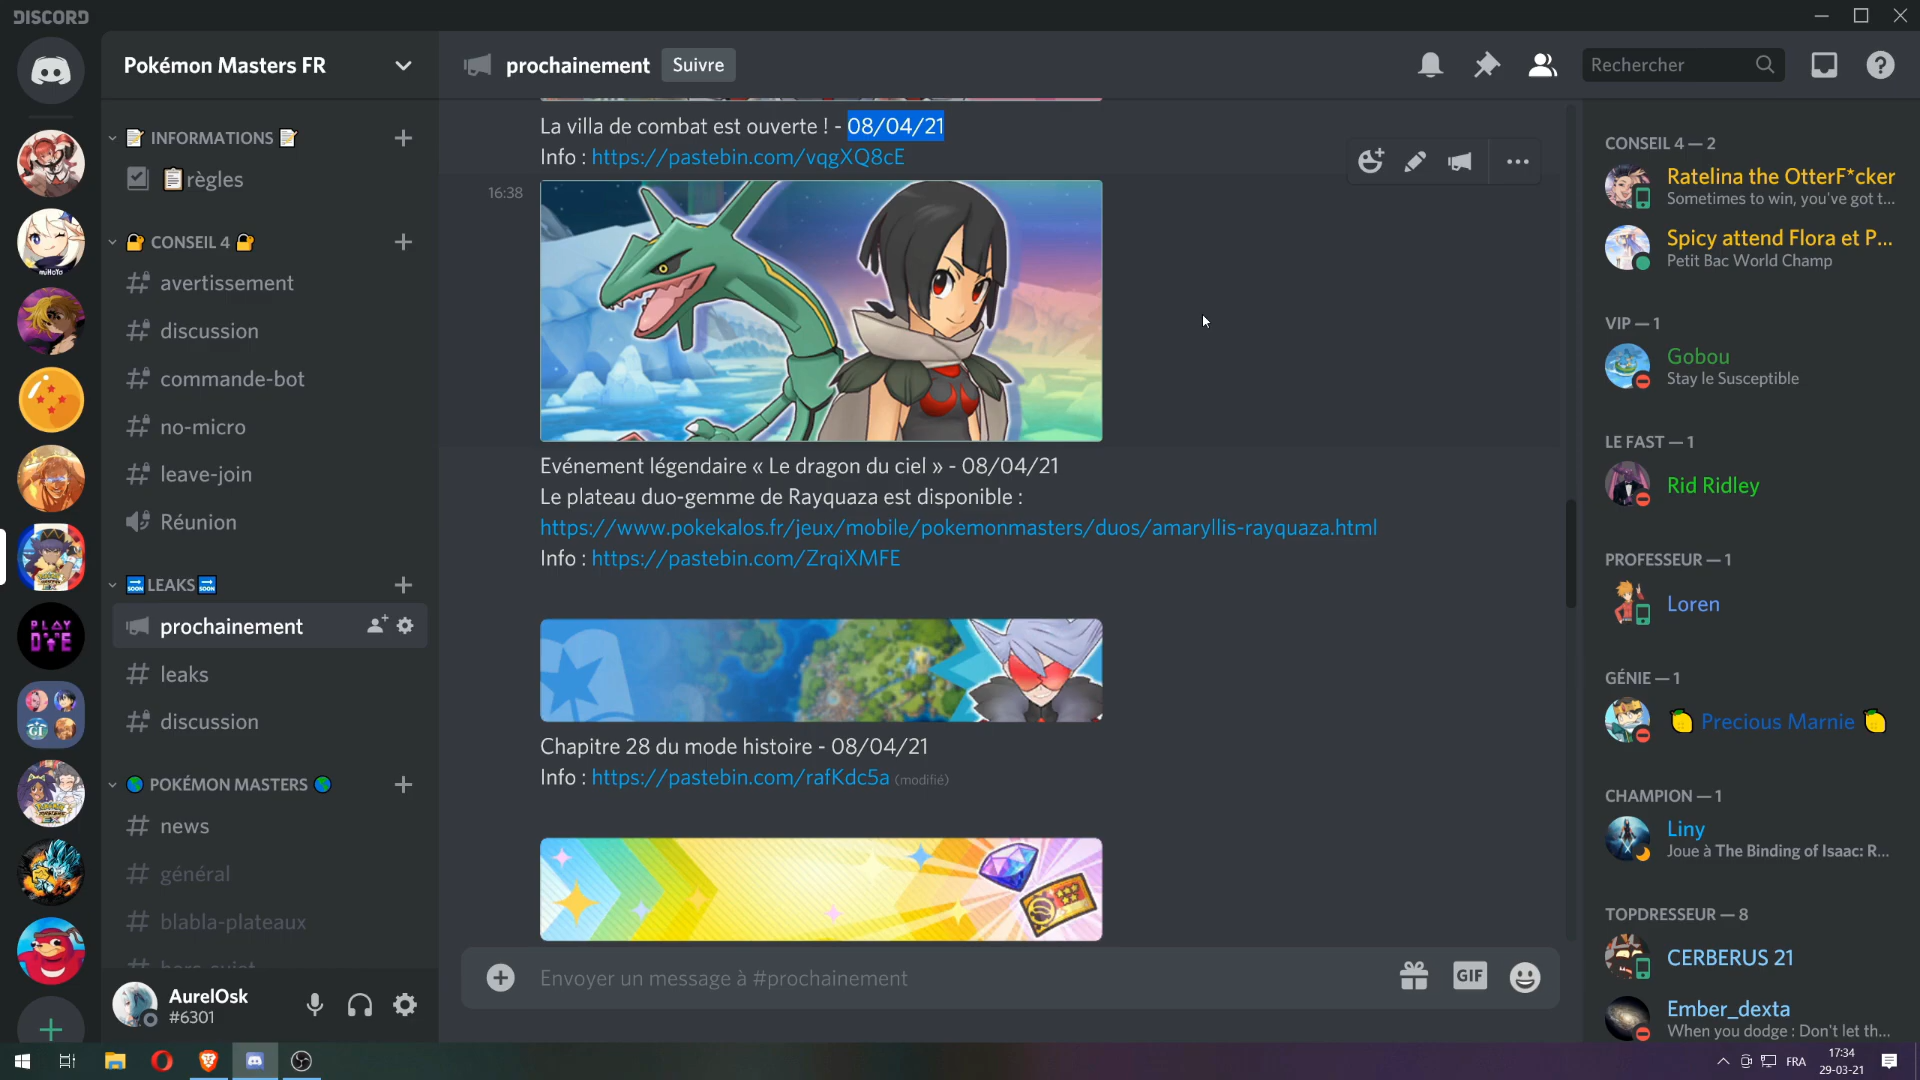 DISCORD
Pokémon Masters FR
INFORMATIONS
règles
CONSEIL 4
avertissement
discussion
commande-bot
no-micro
leave-join
Réunion
SOON LEAKS SOON
prochainement
leaks
discussion
POKÉMON MASTERS
news
général
blabla-plateaux
AurelOsk
#6301
miHoYo
PLAY
prochainement
Suivre
Rechercher
La villa de combat est ouverte ! - 08/04/21
Info : https://pastebin.com/vqgXQ8cE
16:38
Evénement légendaire « Le dragon du ciel » - 08/04/21
Le plateau duo-gemme de Rayquaza est disponible :
https://www.pokekalos.fr/jeux/mobile/pokemonmasters/duos/amaryllis-rayquaza.html
Info : https://pastebin.com/ZrqiXMFE
Chapitre 28 du mode histoire - 08/04/21
Info : https://pastebin.com/rafKdc5a (modifié)
Envoyer un message à #prochainement
GIF
CONSEIL 4 — 2
Ratelina the OtterF*cker
Sometimes to win, you've got t...
Spicy attend Flora et P...
Petit Bac World Champ
VIP — 1
Gobou
Stay le Susceptible
LE FAST — 1
Rid Ridley
PROFESSEUR — 1
Loren
GÉNIE — 1
Precious Marnie
CHAMPION — 1
Liny
Joue à The Binding of Isaac: R...
TOPDRESSEUR — 8
CERBERUS 21
Ember_dexta
When you dodge : Don't let th...
FRA
17:34
29-03-21